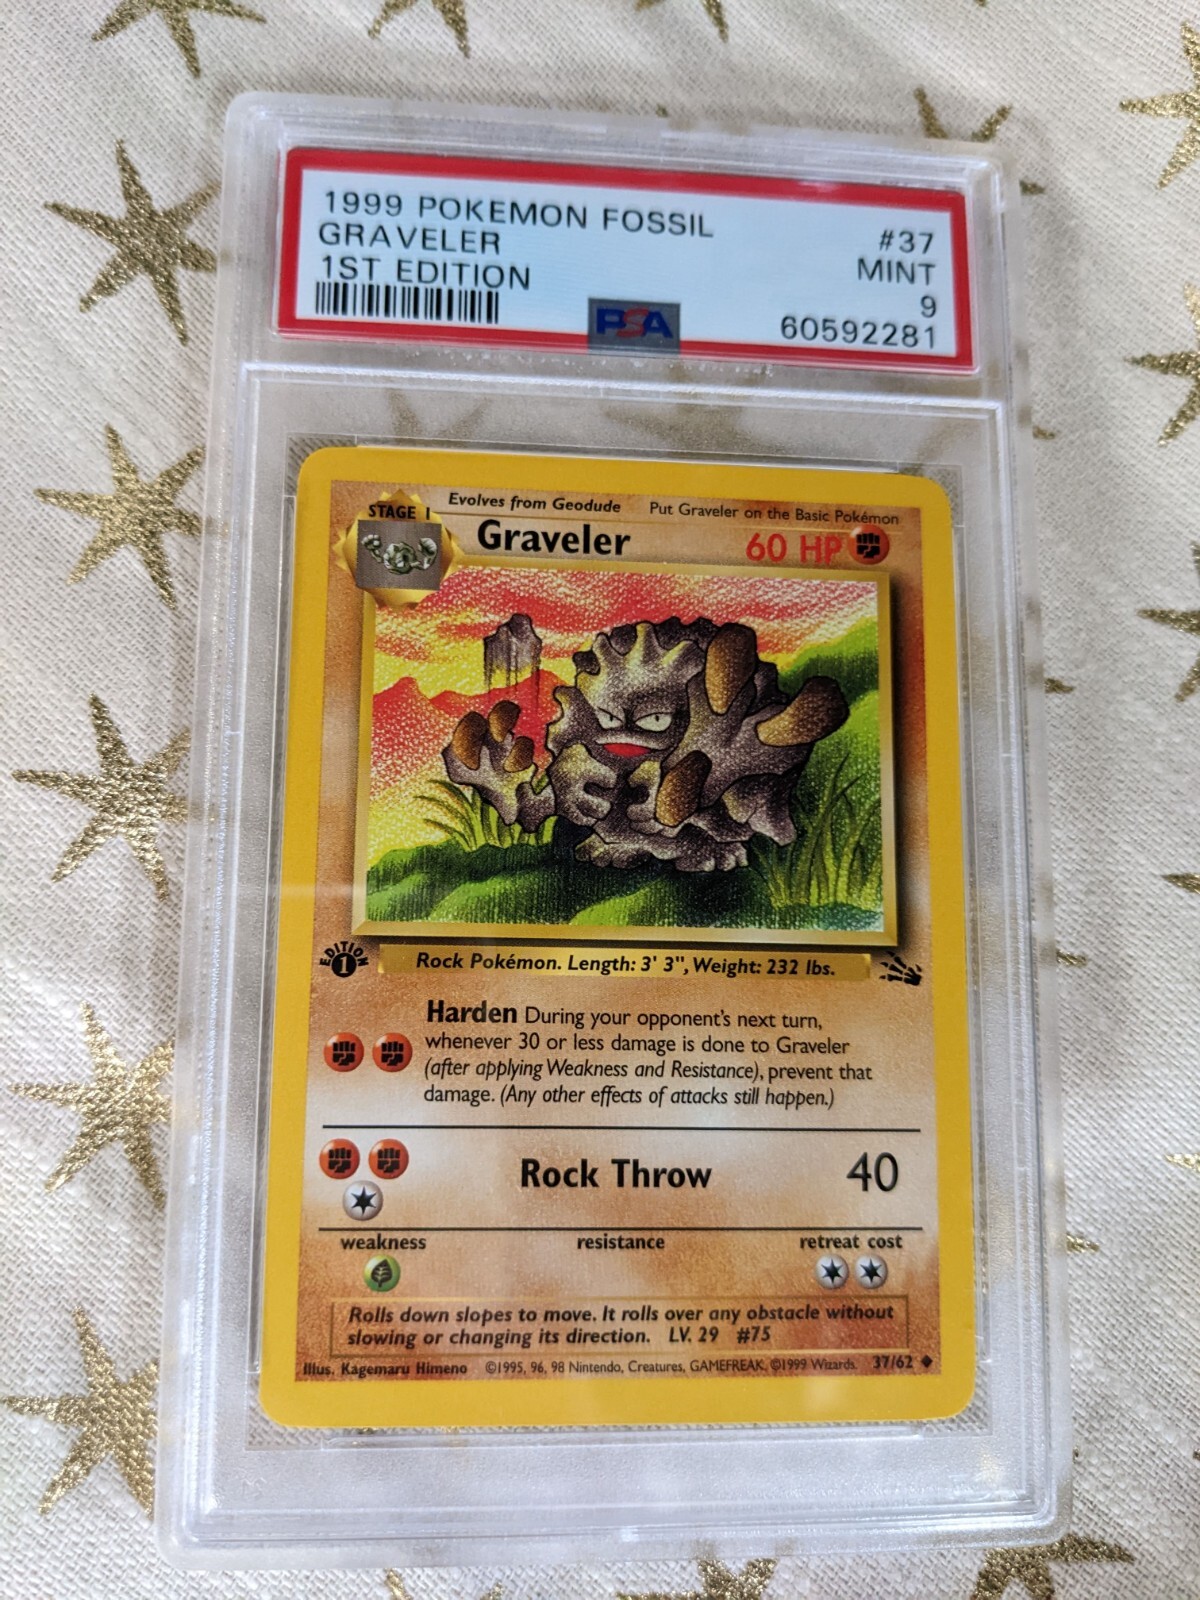 1999 POKEMON FOSSIL
GRAVELER
1ST EDITION
#37
MINT
9
60592281
PSA
STAGE 1
Evolves from Geodude
Put Graveler on the Basic Pokémon
Graveler
60 HP
EDITION
1
Rock Pokémon. Length: 3' 3", Weight: 232 lbs.
Harden During your opponent's next turn,
whenever 30 or less damage is done to Graveler
(after applying Weakness and Resistance), prevent that
damage. (Any other effects of attacks still happen.)
Rock Throw 40
weakness resistance retreat cost
Rolls down slopes to move. It rolls over any obstacle without
slowing or changing its direction. LV. 29 #75
Illus. Kagemaru Himeno ©1995, 96, 98 Nintendo, Creatures, GAMEFREAK. ©1999 Wizards. 37/62